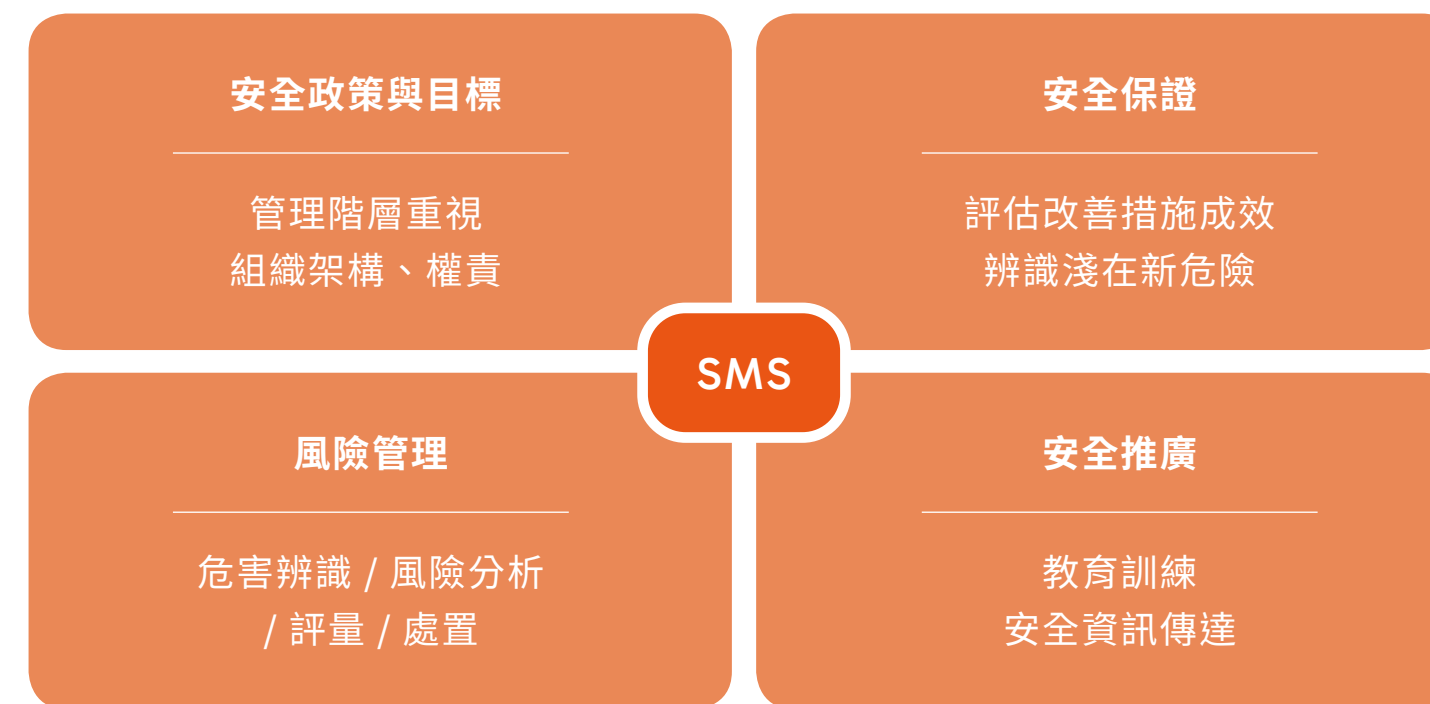 安全政策與目標
管理階層重視
組織架構、權責
安全保證
評估改善措施成效
辨識淺在新危險
SMS
風險管理
危害辨識 / 風險分析
/ 評量 / 處置
安全推廣
教育訓練
安全資訊傳達